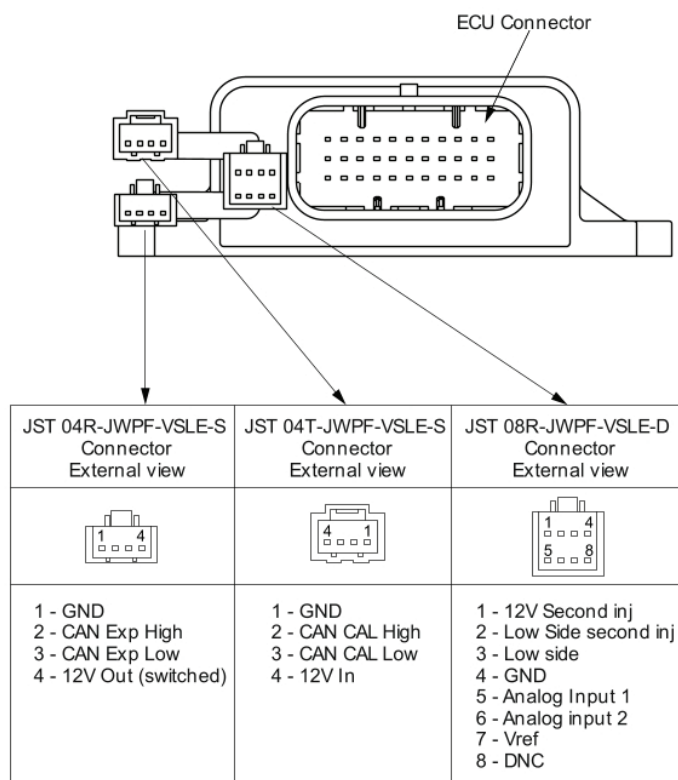 ECU Connector
JST 04R-JWPF-VSLE-S
Connector
External view
JST 04T-JWPF-VSLE-S
Connector
External view
JST 08R-JWPF-VSLE-D
Connector
External view
1 4
4 1
1 4
5 8
1 - GND
2 - CAN Exp High
3 - CAN Exp Low
4 - 12V Out (switched)
1 - GND
2 - CAN CAL High
3 - CAN CAL Low
4 - 12V In
1 - 12V Second inj
2 - Low Side second inj
3 - Low side
4 - GND
5 - Analog Input 1
6 - Analog input 2
7 - Vref
8 - DNC